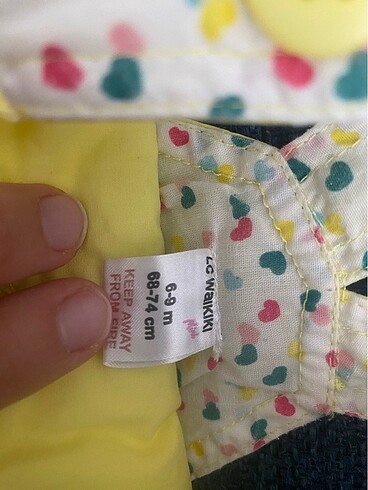 LC WAIKIKI
6-9 m
68-74 cm
KEEP AWAY
FROM FIRE